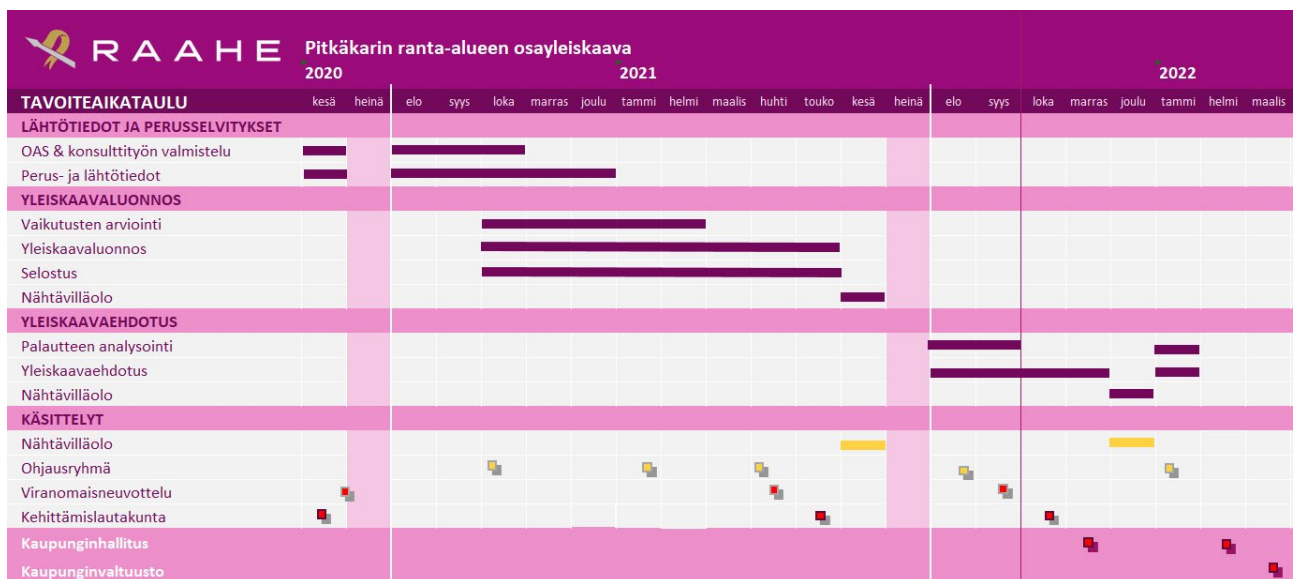 RAAHE
Pitkäkarin ranta-alueen osayleiskaava
2020 2021 2022
TAVOITEAIKATAULU kesä heinä elo syys loka marras joulu tammi helmi maalis huhti touko kesä heinä elo syys loka marras joulu tammi helmi maalis
LÄHTÖTIEDOT JA PERUSSELVITYKSET
OAS & konsulttityön valmistelu
Perus- ja lähtötiedot
YLEISKAAVALUONNOS
Vaikutusten arviointi
Yleiskaavaluonnos
Selostus
Nähtävilläolo
YLEISKAAVAEHDOTUS
Palautteen analysointi
Yleiskaavaehdotus
Nähtävilläolo
KÄSITTELYT
Nähtävilläolo
Ohjausryhmä
Viranomaisneuvottelu
Kehittämislautakunta
Kaupunginhallitus
Kaupunginvaltuusto